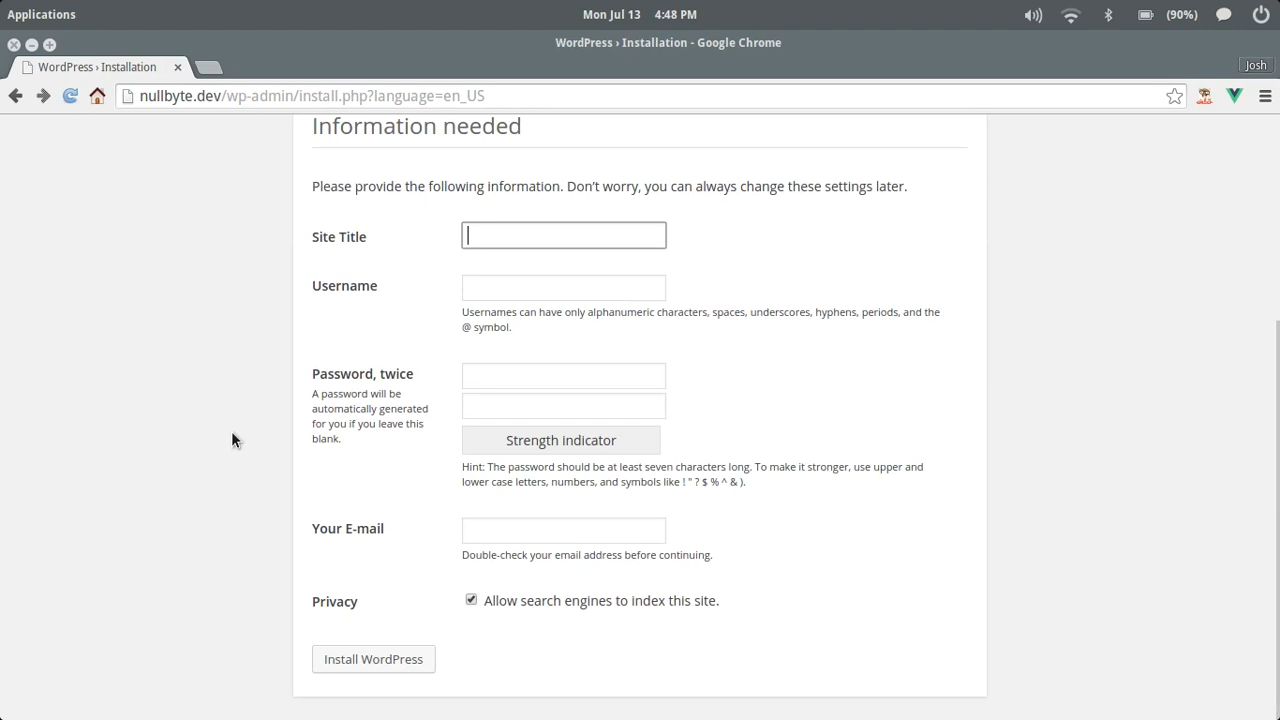 Applications
Mon Jul 13 4:48 PM
(90%)
WordPress › Installation - Google Chrome
WordPress › Installation
Josh
nullbyte.dev/wp-admin/install.php?language=en_US
Information needed
Please provide the following information. Don’t worry, you can always change these settings later.
Site Title
Username
Usernames can have only alphanumeric characters, spaces, underscores, hyphens, periods, and the
@ symbol.
Password, twice
A password will be
automatically generated
for you if you leave this
blank.
Strength indicator
Hint: The password should be at least seven characters long. To make it stronger, use upper and
lower case letters, numbers, and symbols like ! " ? $ % ^ & ).
Your E-mail
Double-check your email address before continuing.
Privacy
Allow search engines to index this site.
Install WordPress